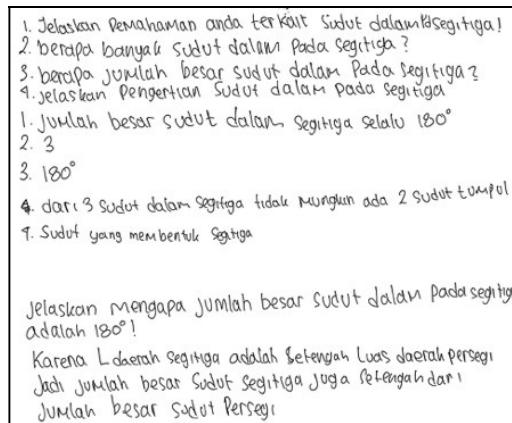 1. Jelaskan Pemahaman anda terkait Sudut dalam segitiga!
2. berapa banyak sudut dalam Pada segitiga?
3. berapa jumlah besar sudut dalam Pada segitiga?
4. jelaskan Pengertian Sudut dalam pada segitiga
1. Jumlah besar sudut dalam segitiga selalu 180°
2. 3
3. 180°
4. dari 3 sudut dalam segitiga tidak mungkin ada 2 sudut tumpul
4. Sudut yang membentuk Segitiga
Jelaskan mengapa jumlah besar sudut dalam pada segitig
adalah 180°!
Karena L daerah segitiga adalah setengah Luas daerah persegi
Jadi jumlah besar sudut segitiga juga setengah dari
Jumlah besar sudut Persegi